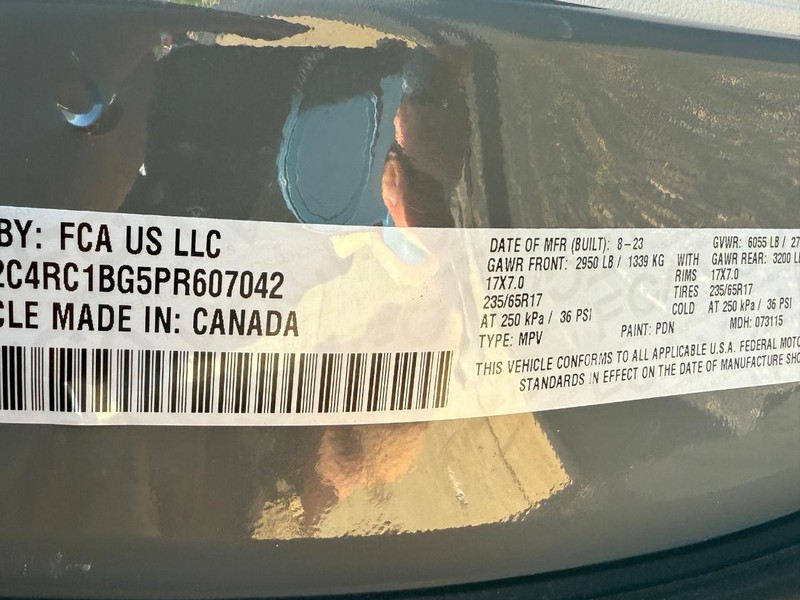 BY: FCA US LLC
2C4RC1BG5PR607042
CLE MADE IN: CANADA
DATE OF MFR (BUILT): 8-23
GVWR: 6055 LB / 27
GAWR FRONT: 2950 LB / 1339 KG
WITH
GAWR REAR: 3200 LB
17X7.0
RIMS
17X7.0
235/65R17
TIRES
235/65R17
AT 250 kPa / 36 PSI
COLD
AT 250 kPa / 36 PSI
TYPE: MPV
PAINT: PDN
MDH: 073115
THIS VEHICLE CONFORMS TO ALL APPLICABLE U.S.A. FEDERAL MOTO
STANDARDS IN EFFECT ON THE DATE OF MANUFACTURE SHO